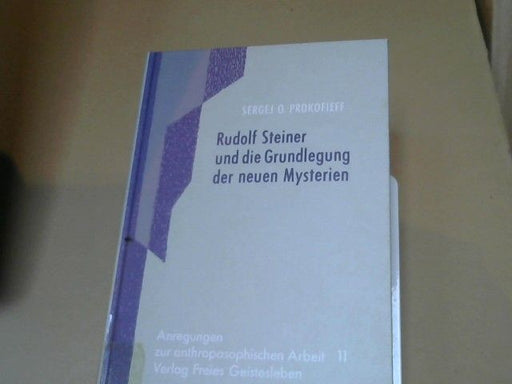 SERGEJ O. PROKOFIEFF
Rudolf Steiner
und die Grundlegung
der neuen Mysterien
Anregungen
zur anthroposophischen Arbeit 11
Verlag Freies Geistesleben